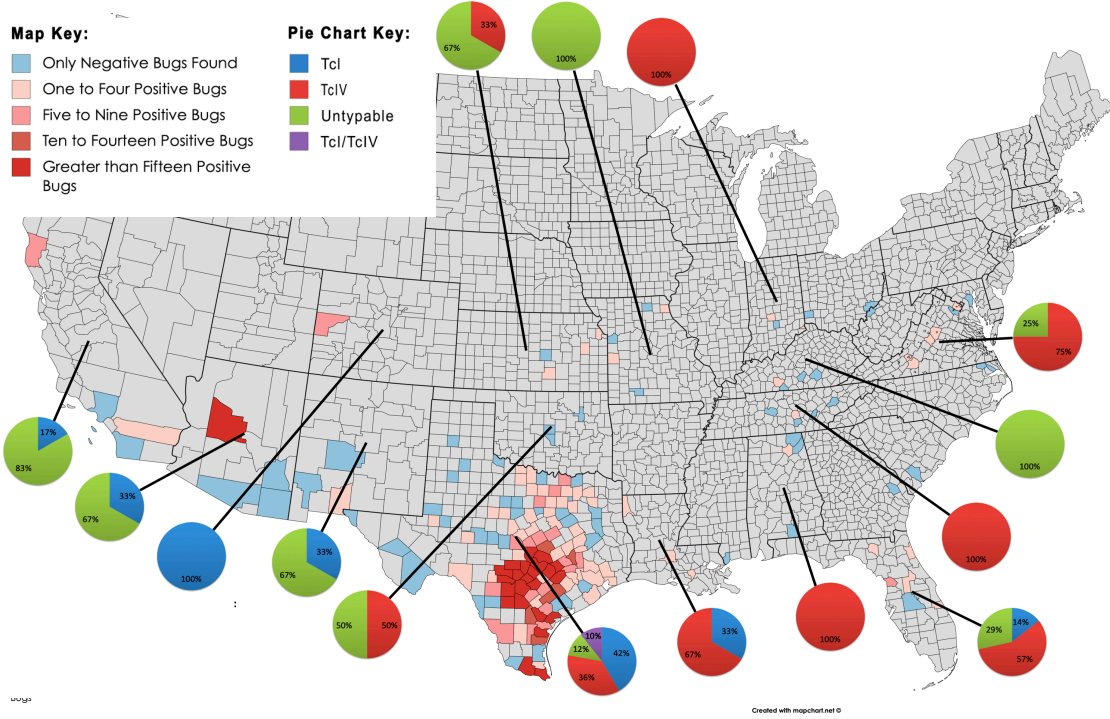 Map Key:
Only Negative Bugs Found
One to Four Positive Bugs
Five to Nine Positive Bugs
Ten to Fourteen Positive Bugs
Greater than Fifteen Positive
Bugs
Pie Chart Key:
TcI
TcIV
Untypable
TcI/TcIV
33%
67%
100%
100%
25%
75%
17%
83%
33%
67%
100%
33%
67%
50%
50%
10%
12%
42%
36%
33%
67%
100%
29%
14%
57%
100%
100%
:
Bugs
Created with mapchart.net ©